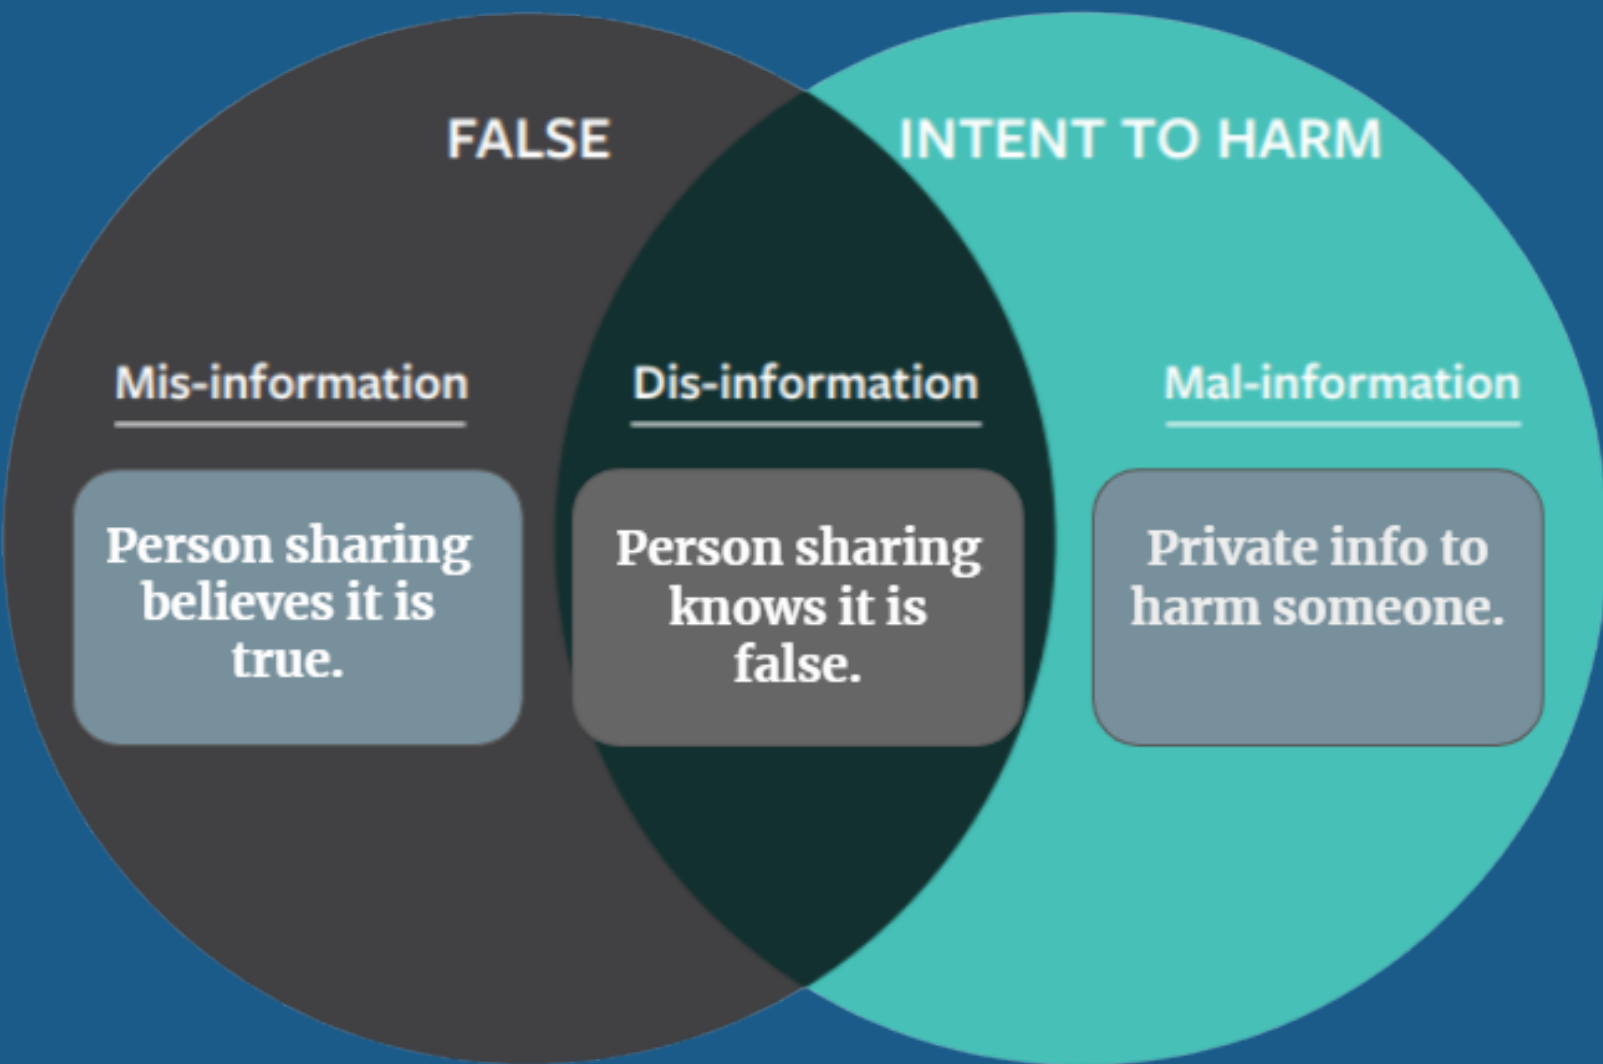 FALSE
INTENT TO HARM
Mis-information
Person sharing
believes it is
true.
Dis-information
Person sharing
knows it is
false.
Mal-information
Private info to
harm someone.